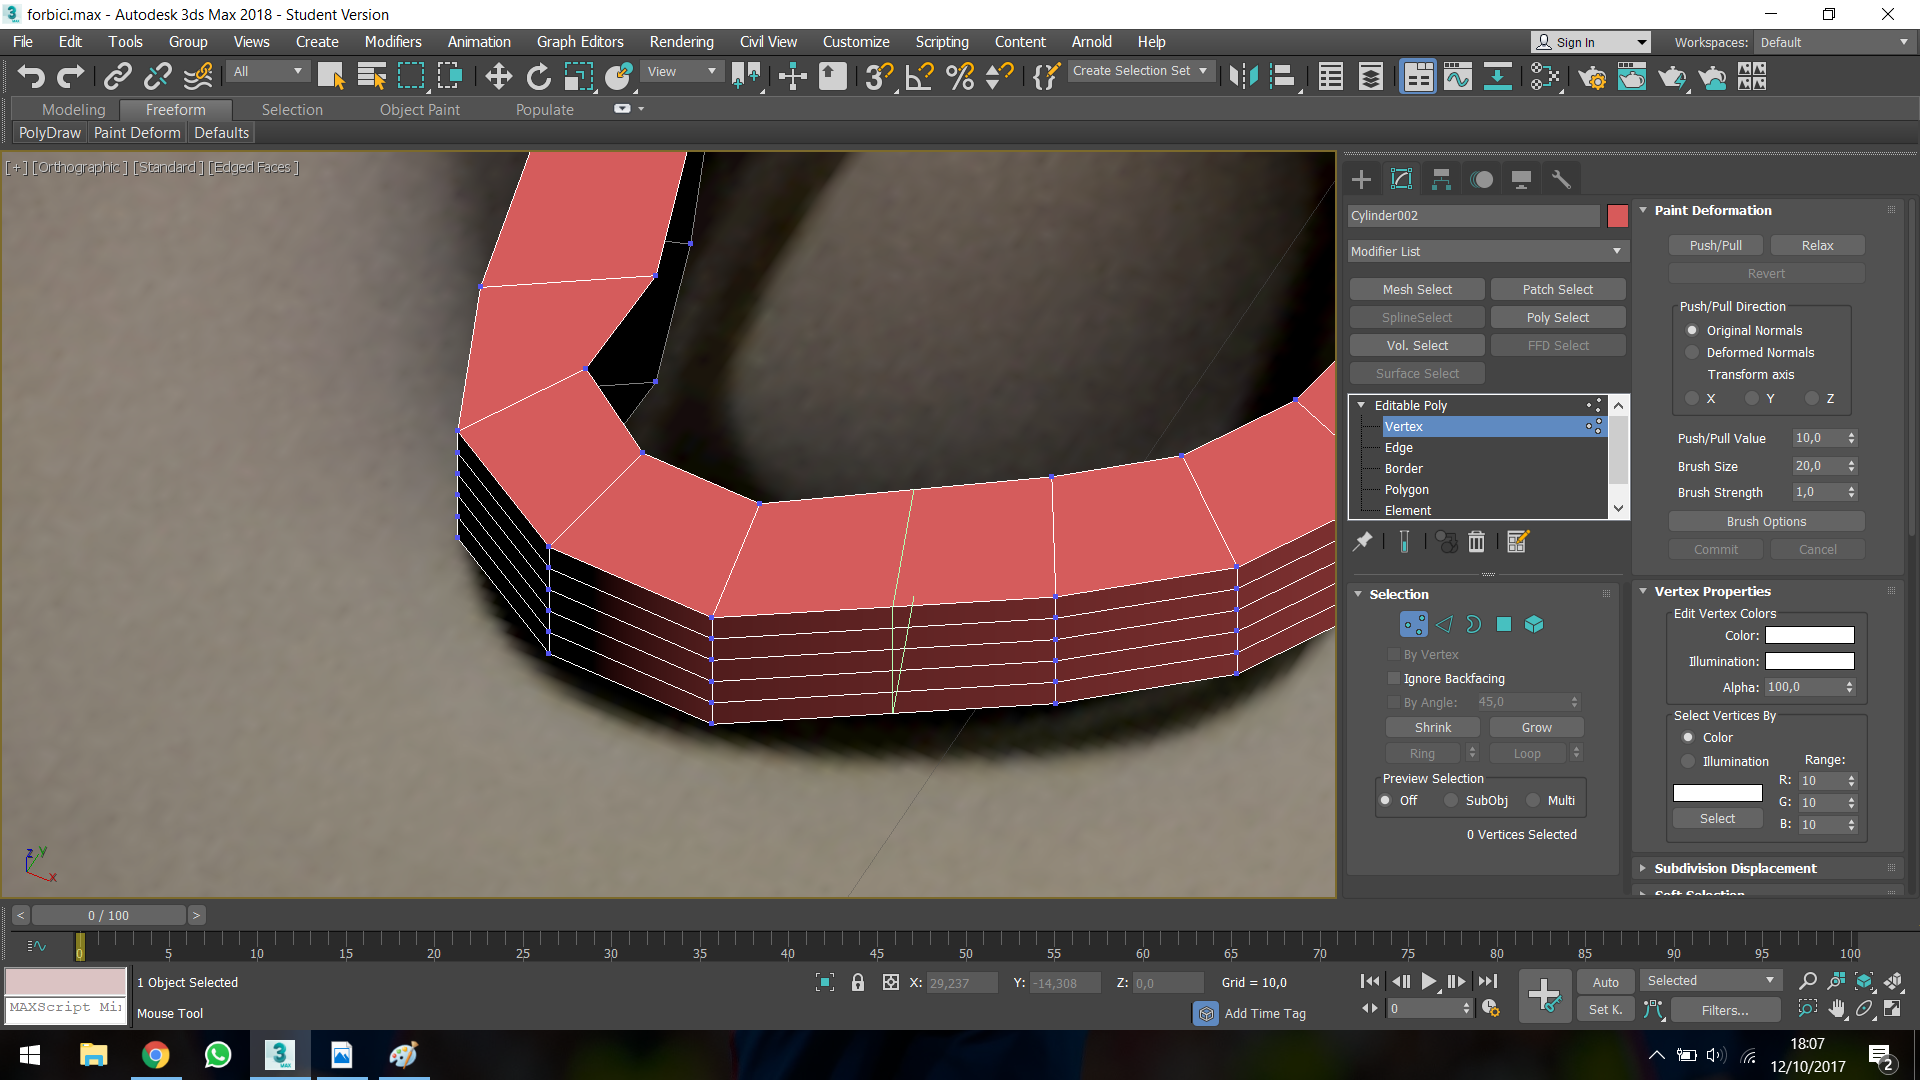 forbici.max - Autodesk 3ds Max 2018 - Student Version
File Edit Tools Group Views Create Modifiers Animation Graph Editors Rendering Civil View Customize Scripting Content Arnold Help
Sign In Workspaces: Default
All View Create Selection Set
Modeling Freeform Selection Object Paint Populate
PolyDraw Paint Deform Defaults
[+] [Orthographic ] [Standard ] [Edged Faces ]
Cylinder002
Modifier List
Mesh Select Patch Select
SplineSelect Poly Select
Vol. Select FFD Select
Surface Select
Editable Poly
Vertex
Edge
Border
Polygon
Element
Selection
By Vertex
Ignore Backfacing
By Angle: 45,0
Shrink Grow
Ring Loop
Preview Selection
Off SubObj Multi
0 Vertices Selected
Paint Deformation
Push/Pull Relax
Revert
Push/Pull Direction
Original Normals
Deformed Normals
Transform axis
X Y Z
Push/Pull Value 10,0
Brush Size 20,0
Brush Strength 1,0
Brush Options
Commit Cancel
Vertex Properties
Edit Vertex Colors
Color:
Illumination:
Alpha: 100,0
Select Vertices By
Color
Illumination Range:
R: 10
G: 10
Select B: 10
Subdivision Displacement
Soft Selection
z y x
< 0 / 100 >
0 5 10 15 20 25 30 35 40 45 50 55 60 65 70 75 80 85 90 95 100
1 Object Selected X: 29,237 Y: -14,308 Z: 0,0 Grid = 10,0 Auto Selected
MAXScript Mi
Mouse Tool Add Time Tag 0 Set K. Filters...
18:07
12/10/2017
2